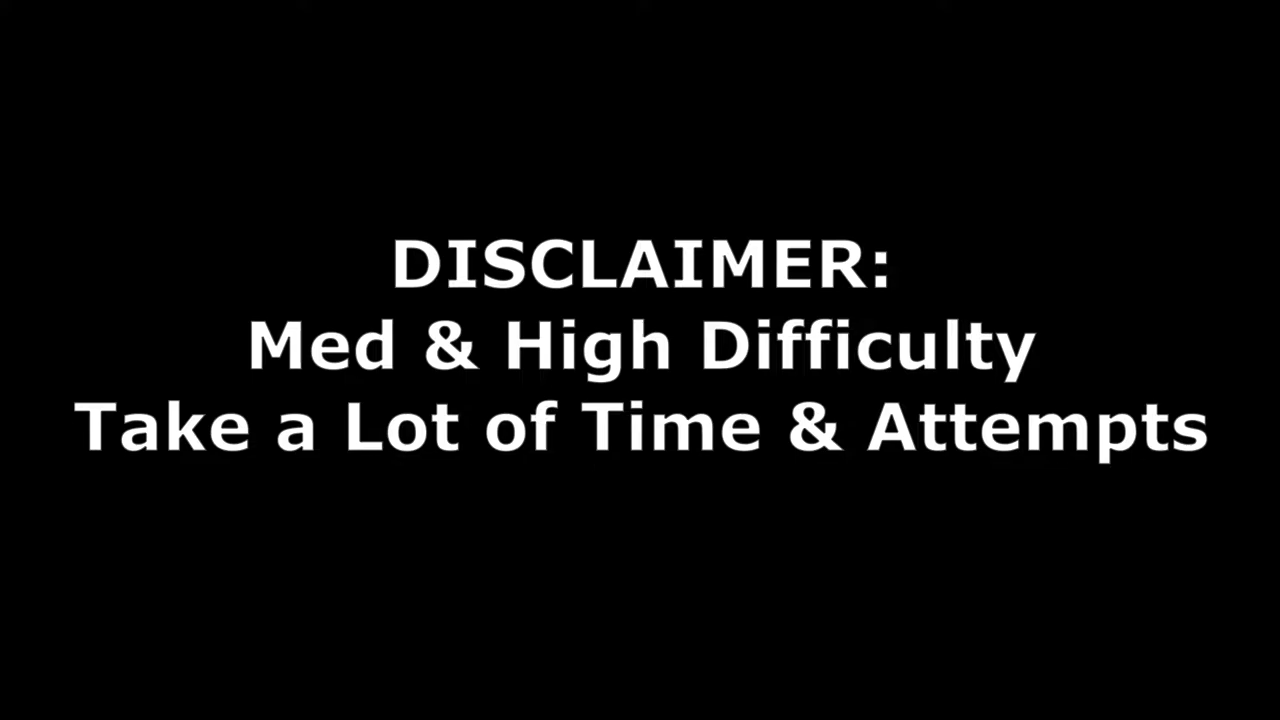 DISCLAIMER:
Med & High Difficulty
Take a Lot of Time & Attempts